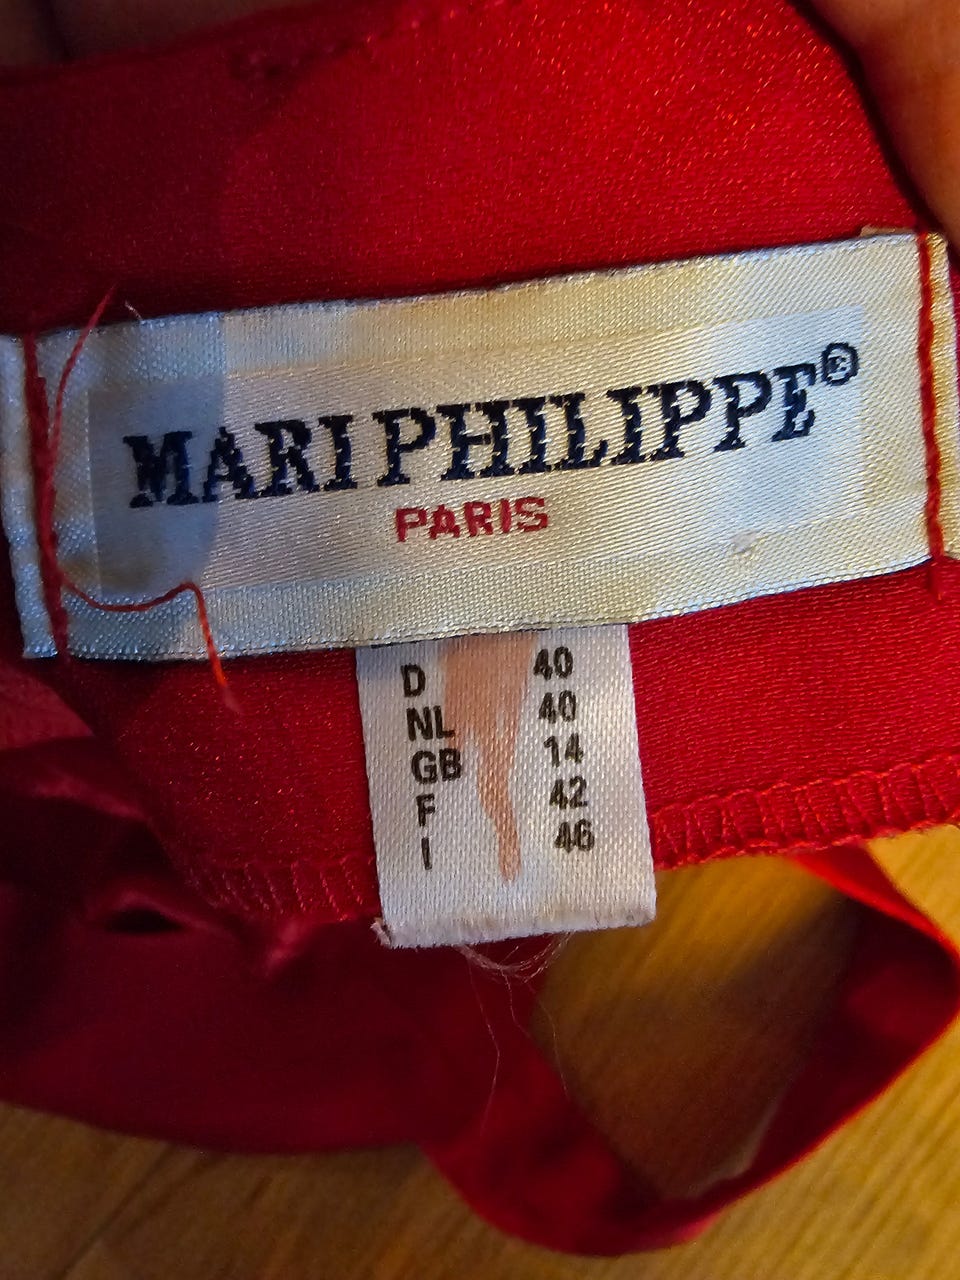 MARI PHILIPPE®
PARIS
D 40
NL 40
GB 14
F 42
I 46